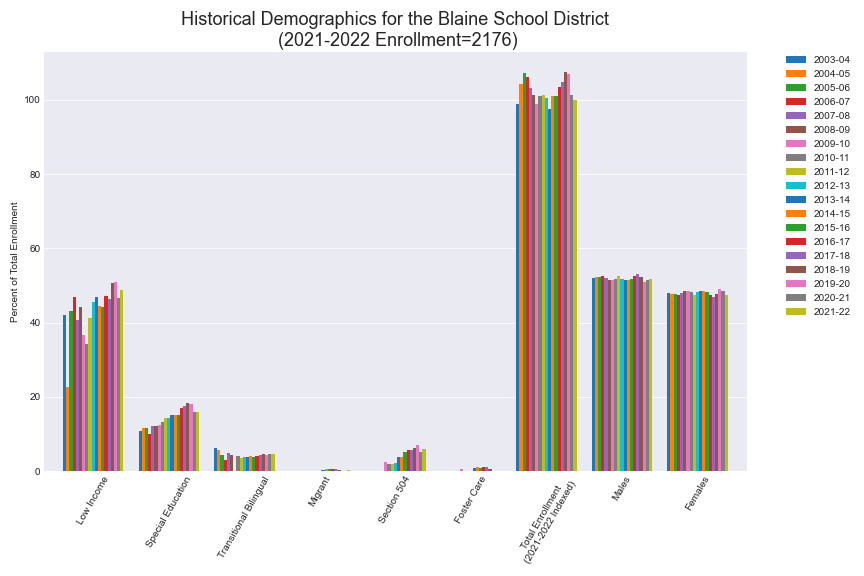 Historical Demographics for the Blaine School District
(2021-2022 Enrollment=2176)
Percent of Total Enrollment
100
80
60
40
20
0
Low Income
Special Education
Transitional Bilingual
Migrant
Section 504
Foster Care
Total Enrollment
(2021-2022 Indexed)
Males
Females
2003-04
2004-05
2005-06
2006-07
2007-08
2008-09
2009-10
2010-11
2011-12
2012-13
2013-14
2014-15
2015-16
2016-17
2017-18
2018-19
2019-20
2020-21
2021-22